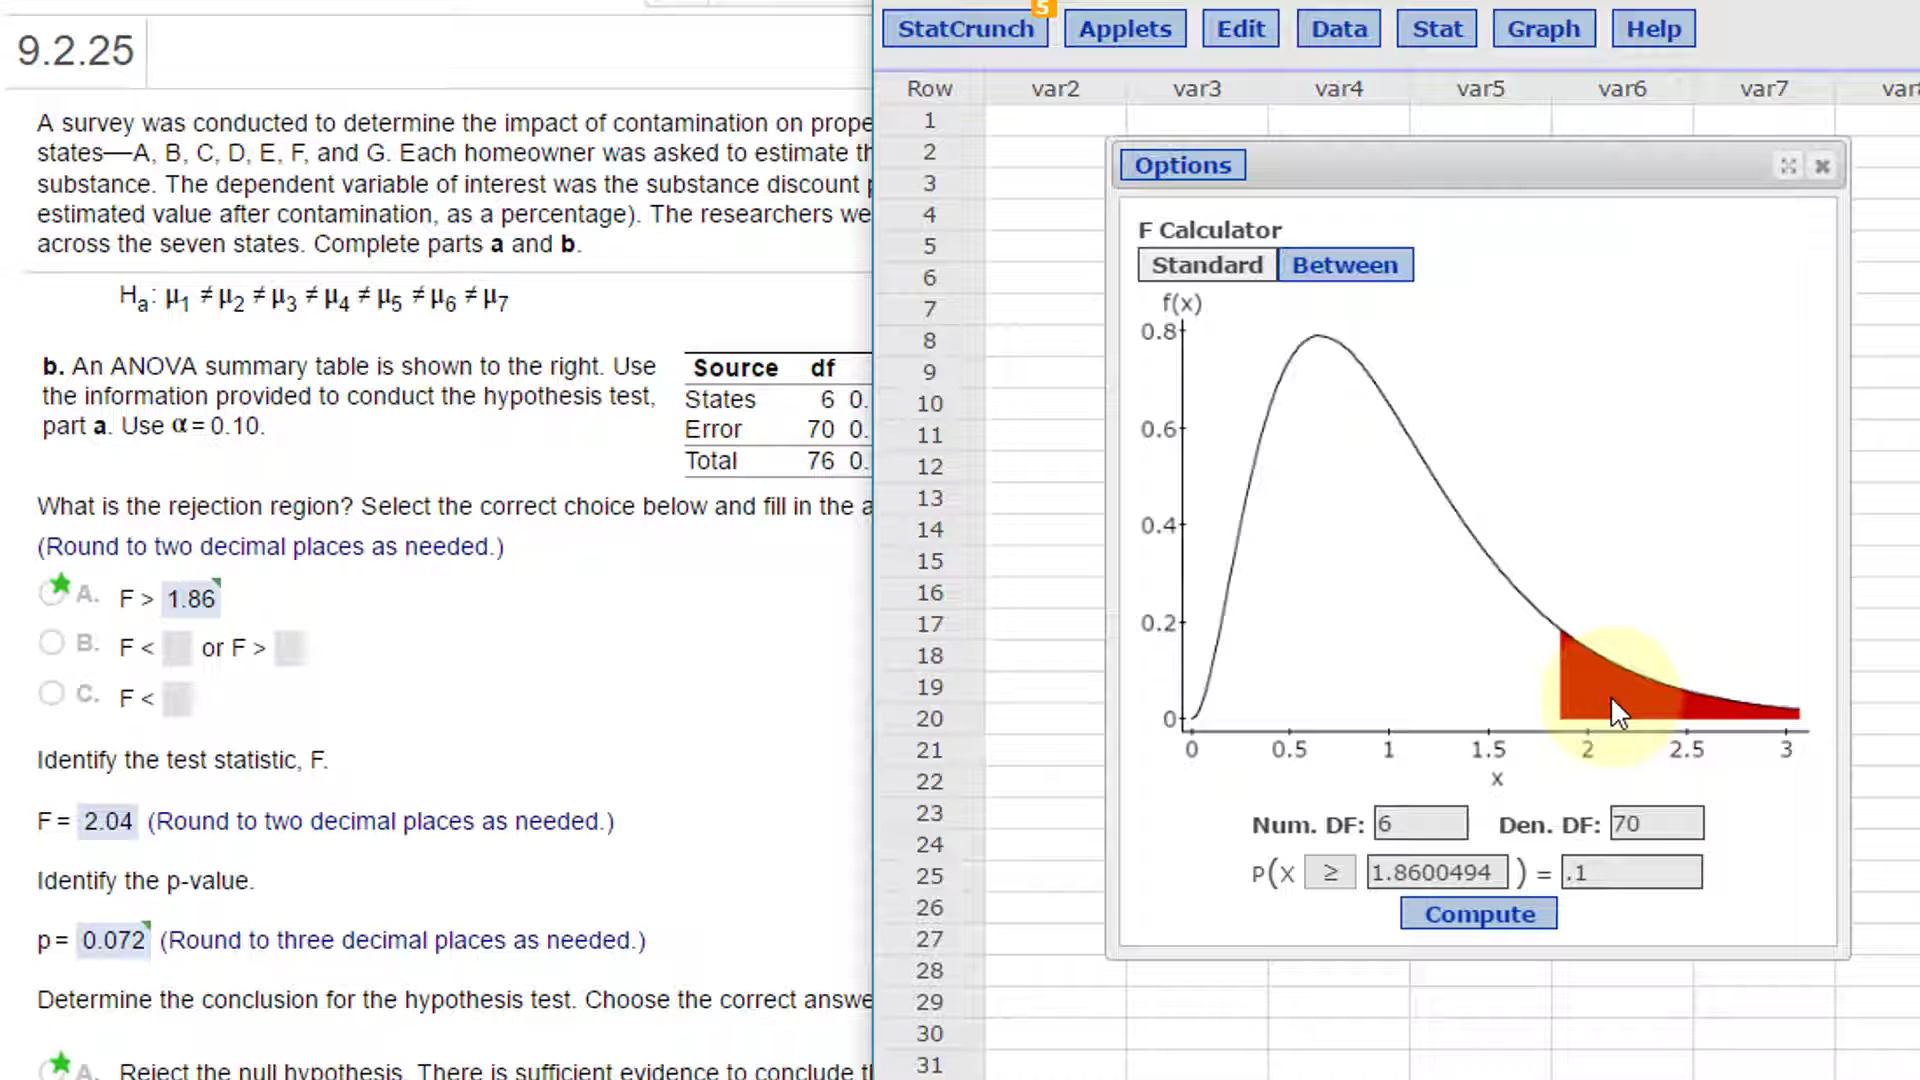 9.2.25
A survey was conducted to determine the impact of contamination on prope
states—A, B, C, D, E, F, and G. Each homeowner was asked to estimate th
substance. The dependent variable of interest was the substance discount
estimated value after contamination, as a percentage). The researchers we
across the seven states. Complete parts a and b.
Ha: μ1 ≠ μ2 ≠ μ3 ≠ μ4 ≠ μ5 ≠ μ6 ≠ μ7
b. An ANOVA summary table is shown to the right. Use
the information provided to conduct the hypothesis test,
part a. Use α = 0.10.
Source df
States 6 0.
Error 70 0.
Total 76 0.
What is the rejection region? Select the correct choice below and fill in the a
(Round to two decimal places as needed.)
A. F > 1.86
B. F < or F >
C. F <
Identify the test statistic, F.
F = 2.04 (Round to two decimal places as needed.)
Identify the p-value.
p = 0.072 (Round to three decimal places as needed.)
Determine the conclusion for the hypothesis test. Choose the correct answe
A. Reject the null hypothesis. There is sufficient evidence to conclude t
5
StatCrunch Applets Edit Data Stat Graph Help
Row var2 var3 var4 var5 var6 var7 var8
1
2
3
4
5
6
7
8
9
10
11
12
13
14
15
16
17
18
19
20
21
22
23
24
25
26
27
28
29
30
31
Options
F Calculator
Standard Between
f(x)
0.8
0.6
0.4
0.2
0
0 0.5 1 1.5 2 2.5 3
x
Num. DF: 6 Den. DF: 70
P(x ≥ 1.8600494 ) = .1
Compute